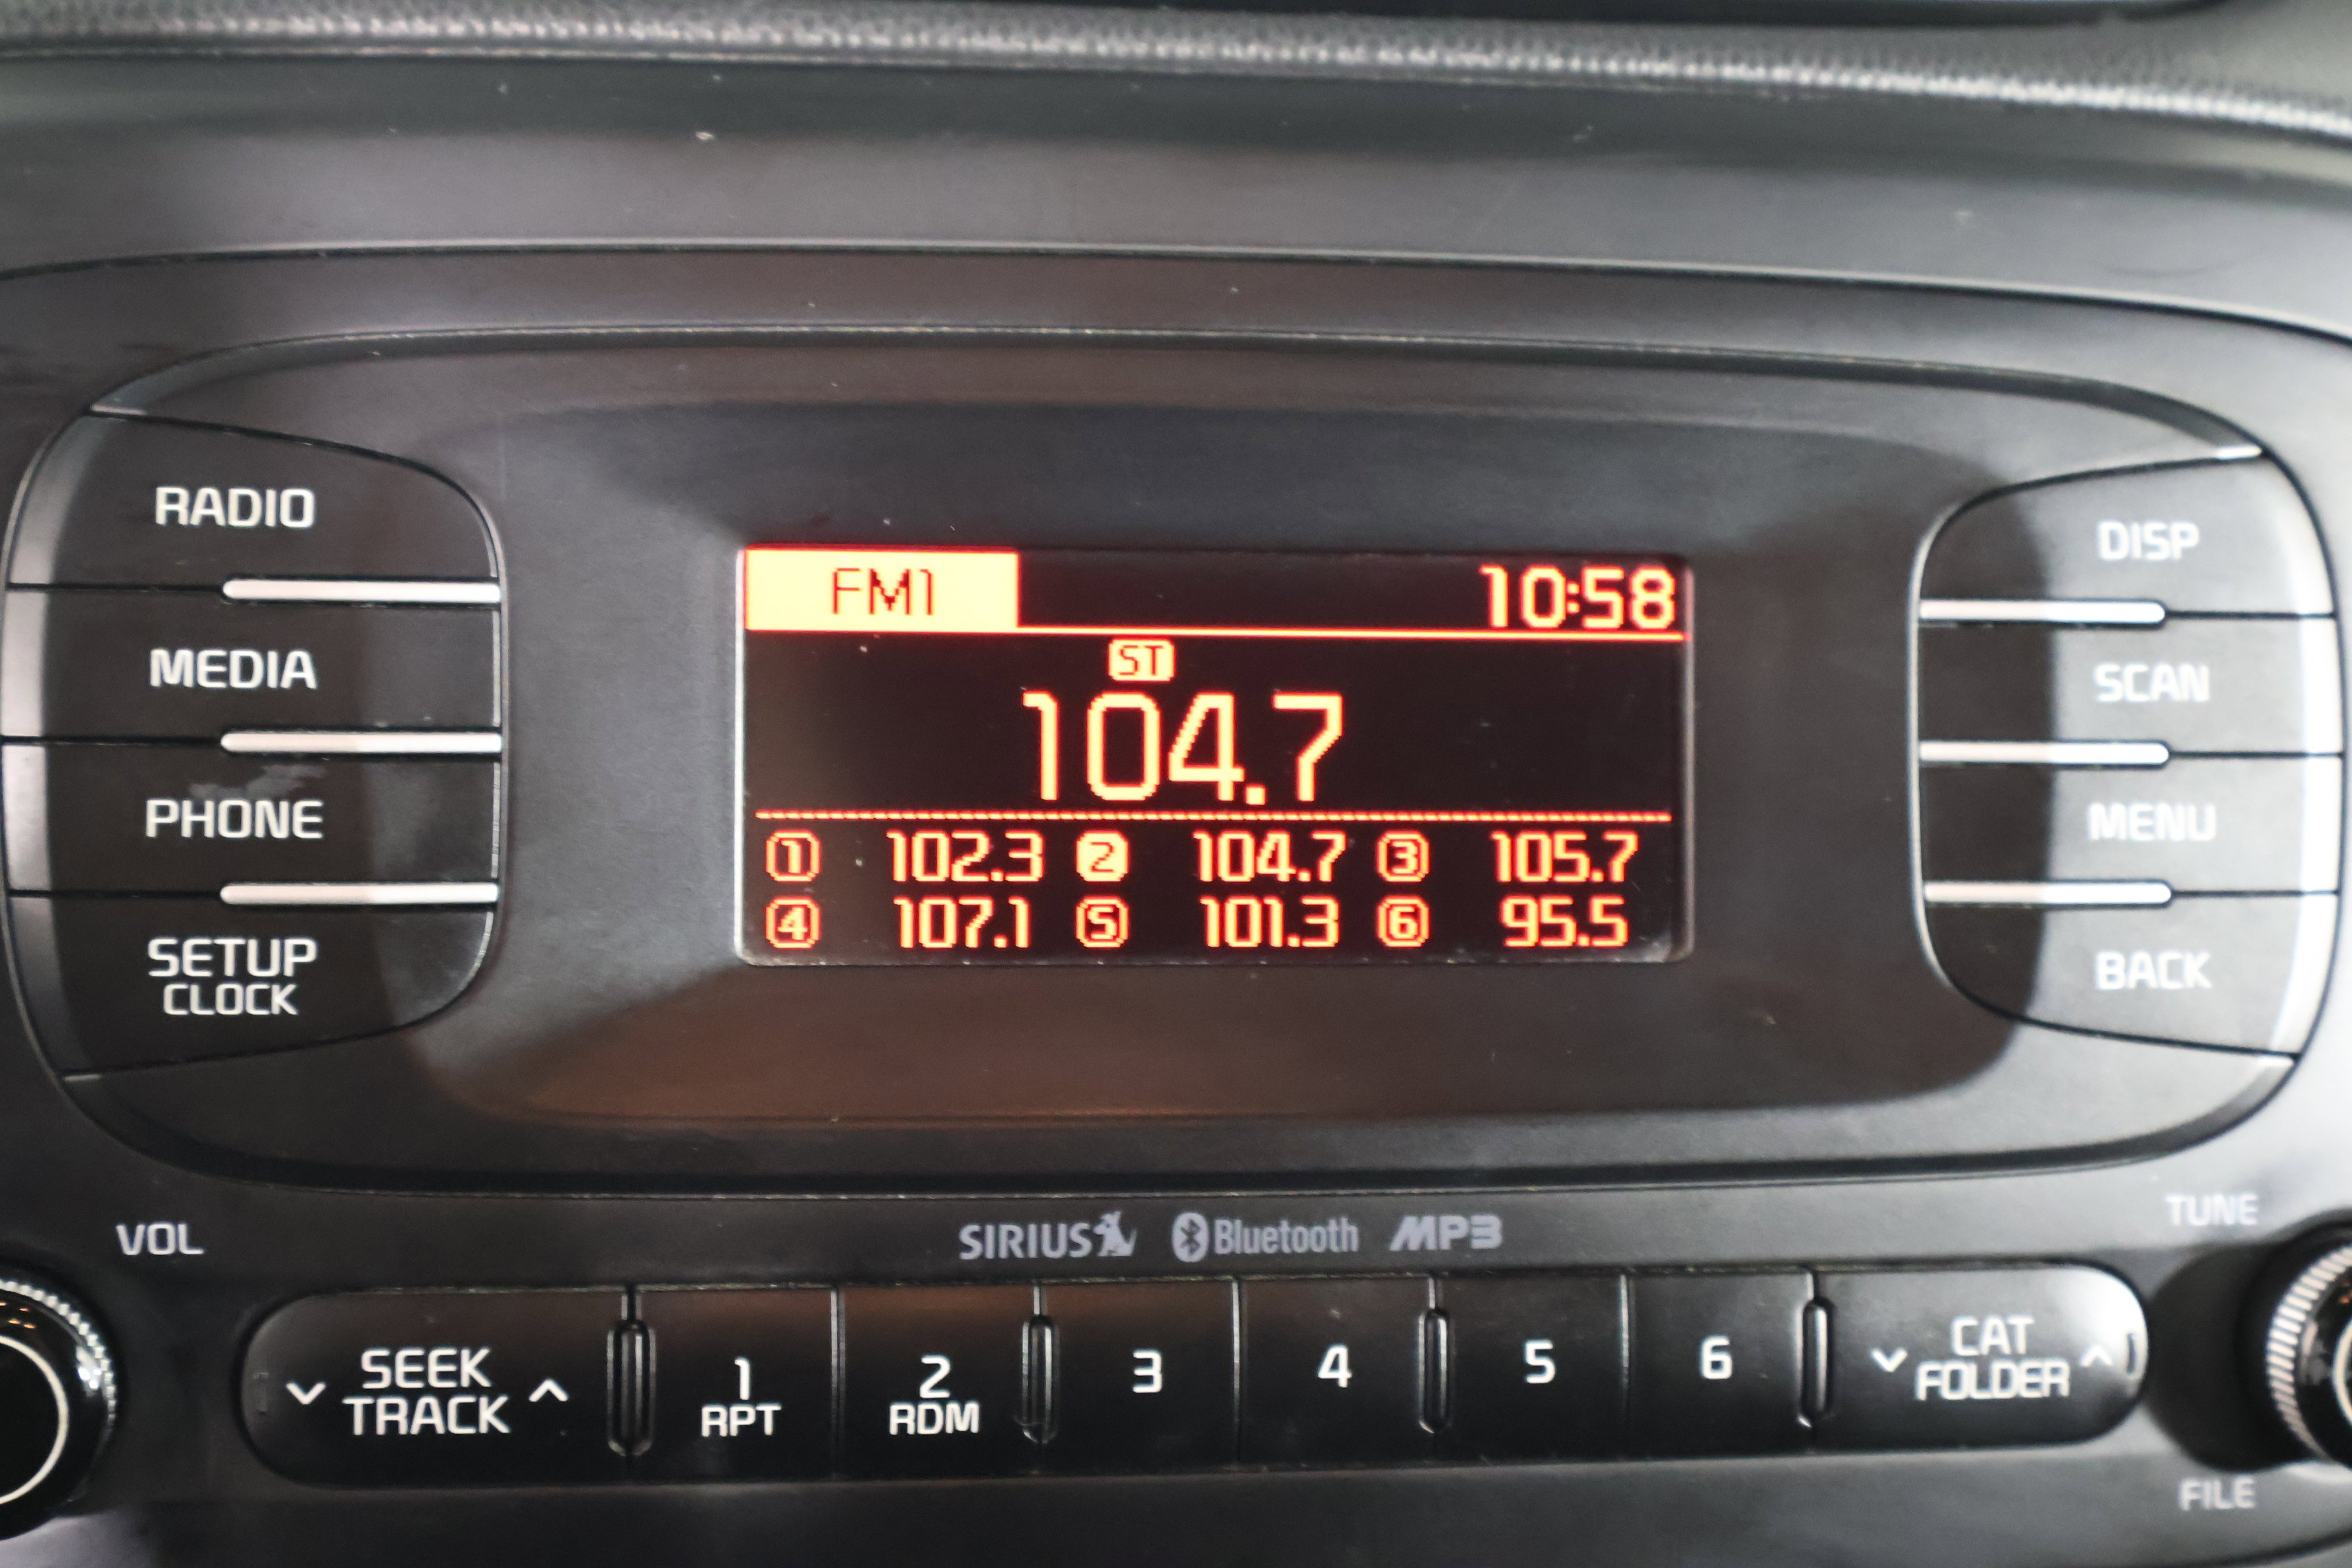 RADIO
MEDIA
PHONE
SETUP
CLOCK
FM1 10:58
ST
104.7
1 102.3 2 104.7 3 105.7
4 107.1 5 101.3 6 95.5
DISP
SCAN
MENU
BACK
VOL
SIRIUS Bluetooth MP3
TUNE
SEEK
TRACK
1
RPT
2
RDM
3
4
5
6
CAT
FOLDER
FILE